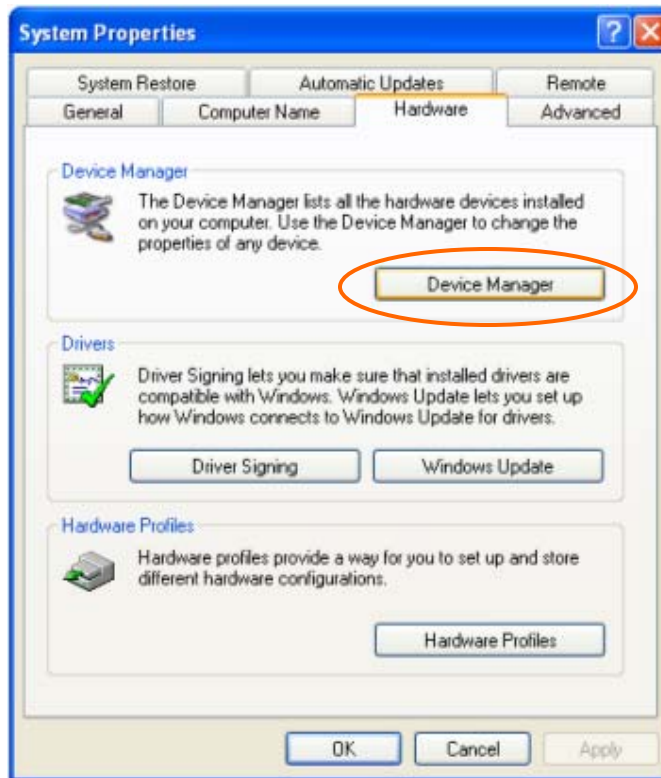 System Properties
System Restore Automatic Updates Remote
General Computer Name Hardware Advanced
Device Manager
The Device Manager lists all the hardware devices installed
on your computer. Use the Device Manager to change the
properties of any device.
Device Manager
Drivers
Driver Signing lets you make sure that installed drivers are
compatible with Windows. Windows Update lets you set up
how Windows connects to Windows Update for drivers.
Driver Signing Windows Update
Hardware Profiles
Hardware profiles provide a way for you to set up and store
different hardware configurations.
Hardware Profiles
OK Cancel Apply